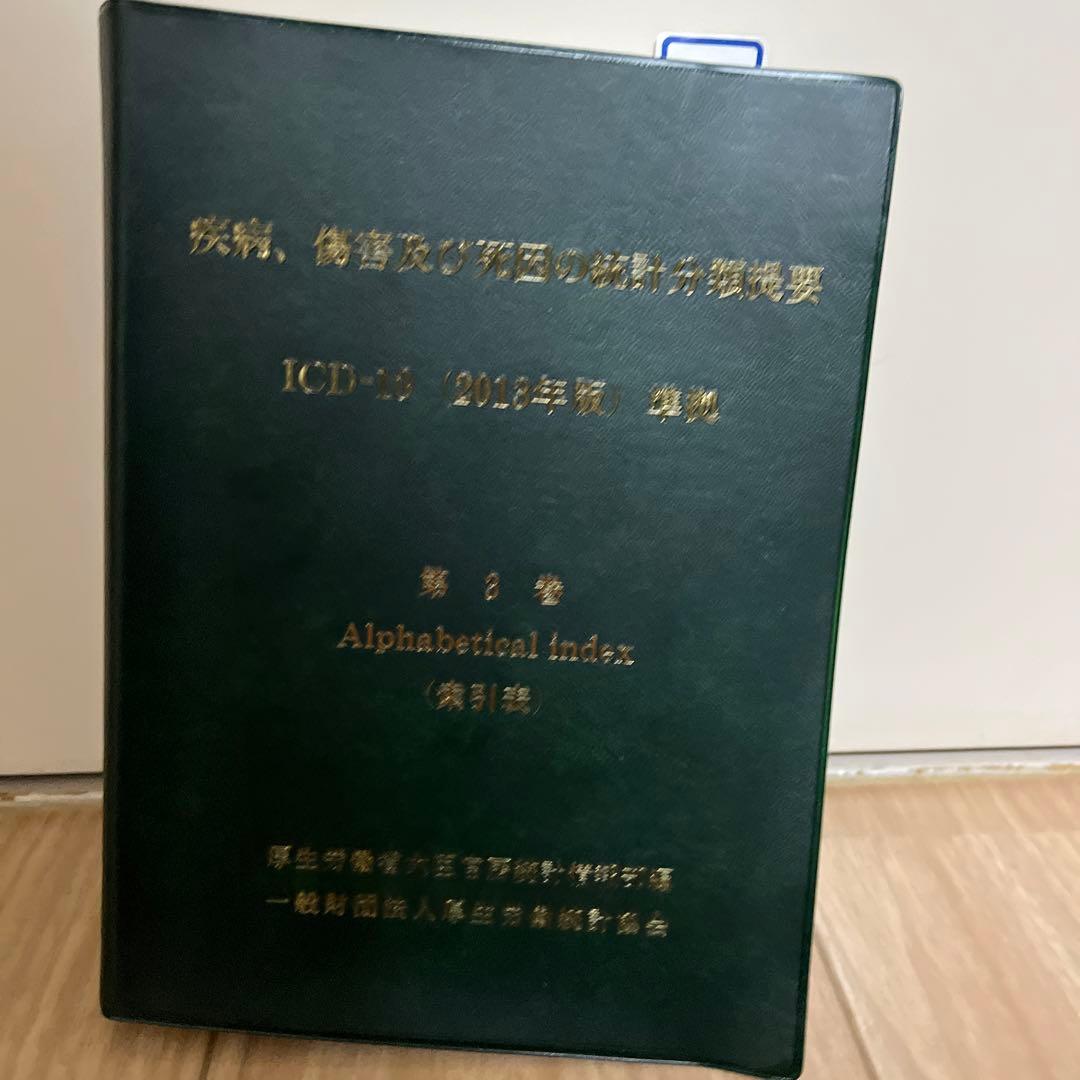 疾病、傷害及び死因の統計分類提要
ICD-10 (2013年版) 準拠
第 3 巻
Alphabetical index
(索引表)
厚生労働省大臣官房統計情報部編
一般財団法人厚生労働統計協会